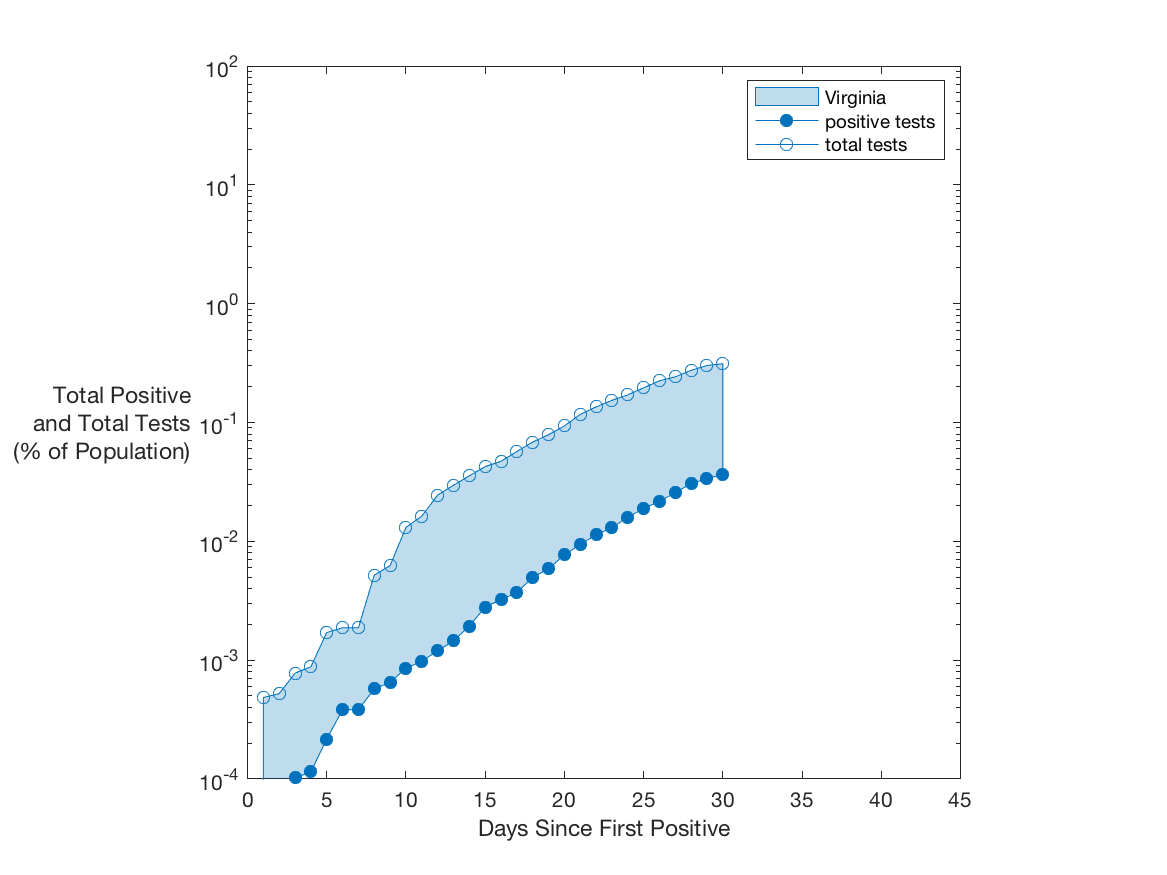 10^2
10^1
10^0
10^-1
10^-2
10^-3
10^-4
Total Positive
and Total Tests
(% of Population)
Virginia
positive tests
total tests
0 5 10 15 20 25 30 35 40 45
Days Since First Positive